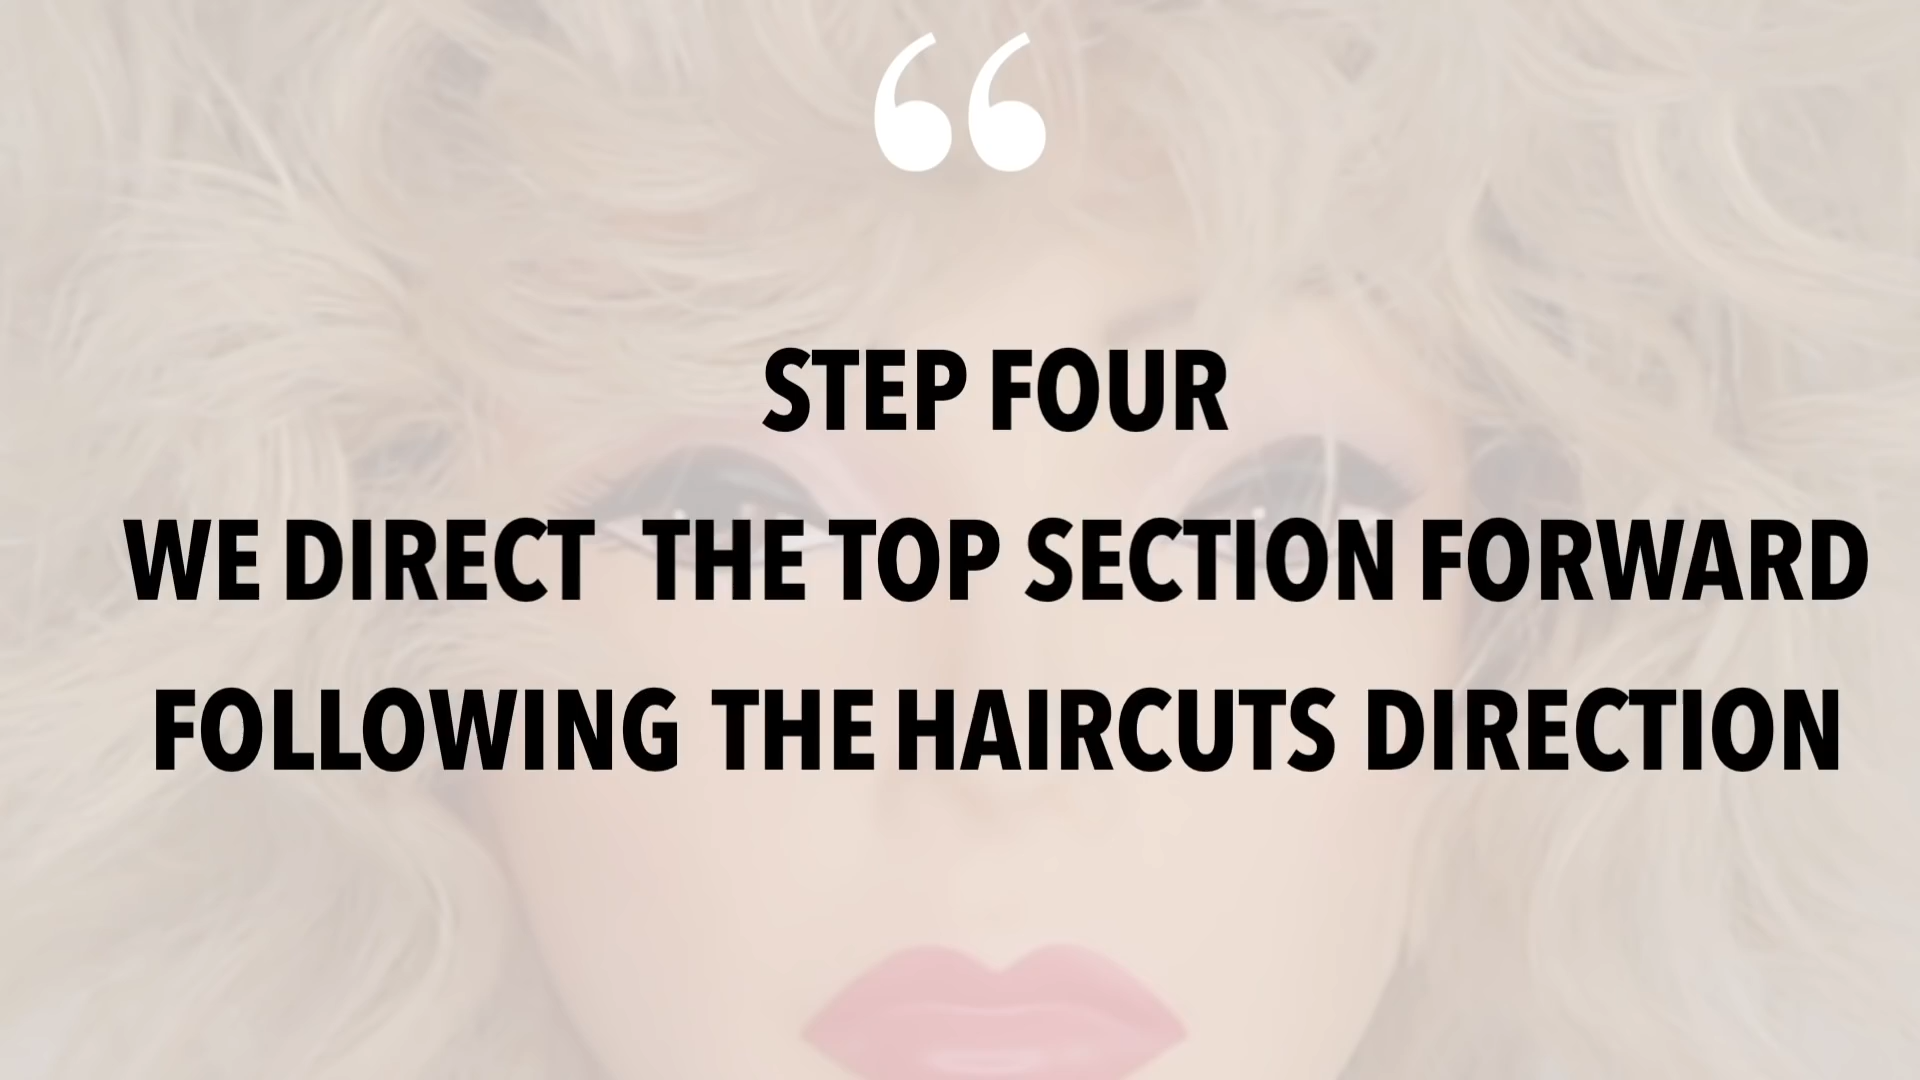 “
STEP FOUR
WE DIRECT THE TOP SECTION FORWARD
FOLLOWING THE HAIRCUTS DIRECTION